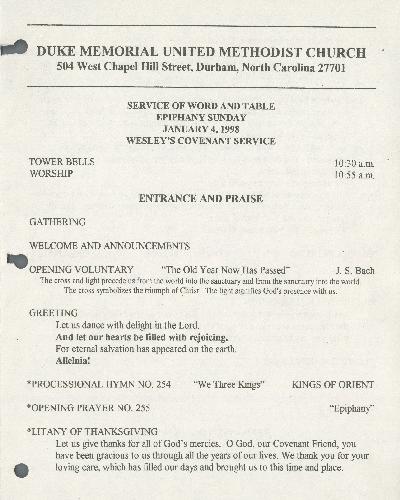 DUKE MEMORIAL UNITED METHODIST CHURCH
504 West Chapel Hill Street, Durham, North Carolina 27701
SERVICE OF WORD AND TABLE
EPIPHANY SUNDAY
JANUARY 4, 1998
WESLEY'S COVENANT SERVICE
TOWER BELLS 10:30 a.m.
WORSHIP 10:55 a.m.
ENTRANCE AND PRAISE
GATHERING
WELCOME AND ANNOUNCEMENTS
OPENING VOLUNTARY "The Old Year Now Has Passed" J. S. Bach
The cross and light precede us from the world into the sanctuary and from the sanctuary into the world.
The cross symbolizes the triumph of Christ. The light signifies God's presence with us.
GREETING
Let us dance with delight in the Lord.
And let our hearts be filled with rejoicing.
For eternal salvation has appeared on the earth.
Alleluia!
*PROCESSIONAL HYMN NO. 254 "We Three Kings" KINGS OF ORIENT
*OPENING PRAYER NO. 255 "Epiphany"
*LITANY OF THANKSGIVING
Let us give thanks for all of God's mercies. O God, our Covenant Friend, you
have been gracious to us through all the years of our lives. We thank you for your
loving care, which has filled our days and brought us to this time and place.